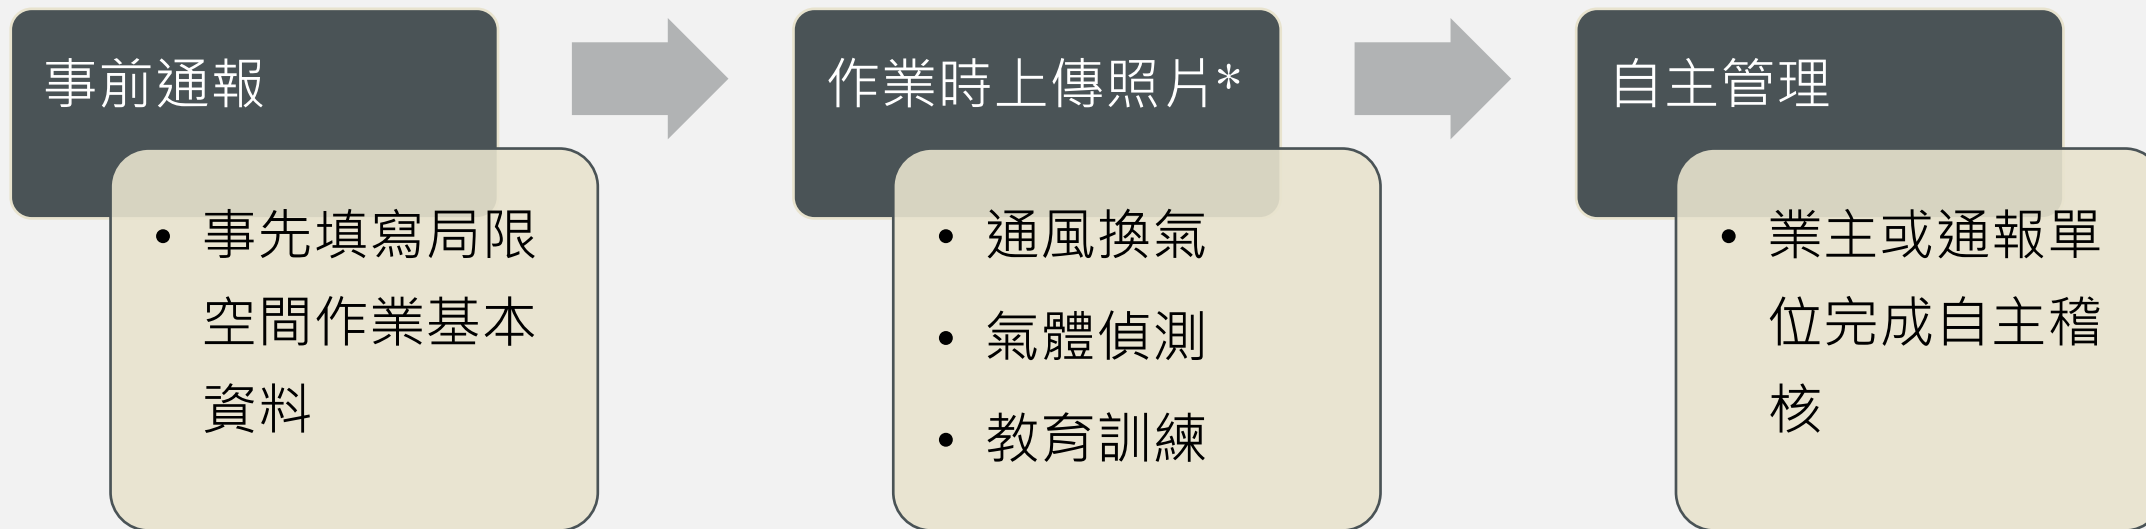 事前通報
• 事先填寫局限
空間作業基本
資料
作業時上傳照片*
• 通風換氣
• 氣體偵測
• 教育訓練
自主管理
• 業主或通報單
位完成自主稽
核